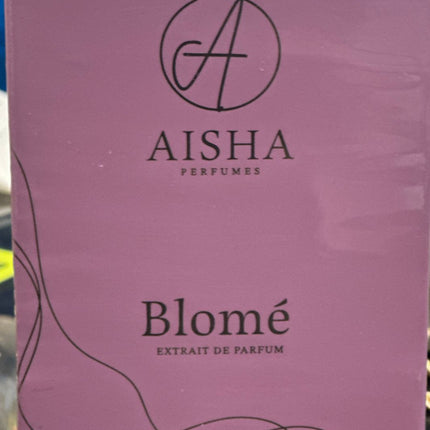 A
AISHA
PERFUMES
Blomé
EXTRAIT DE PARFUM